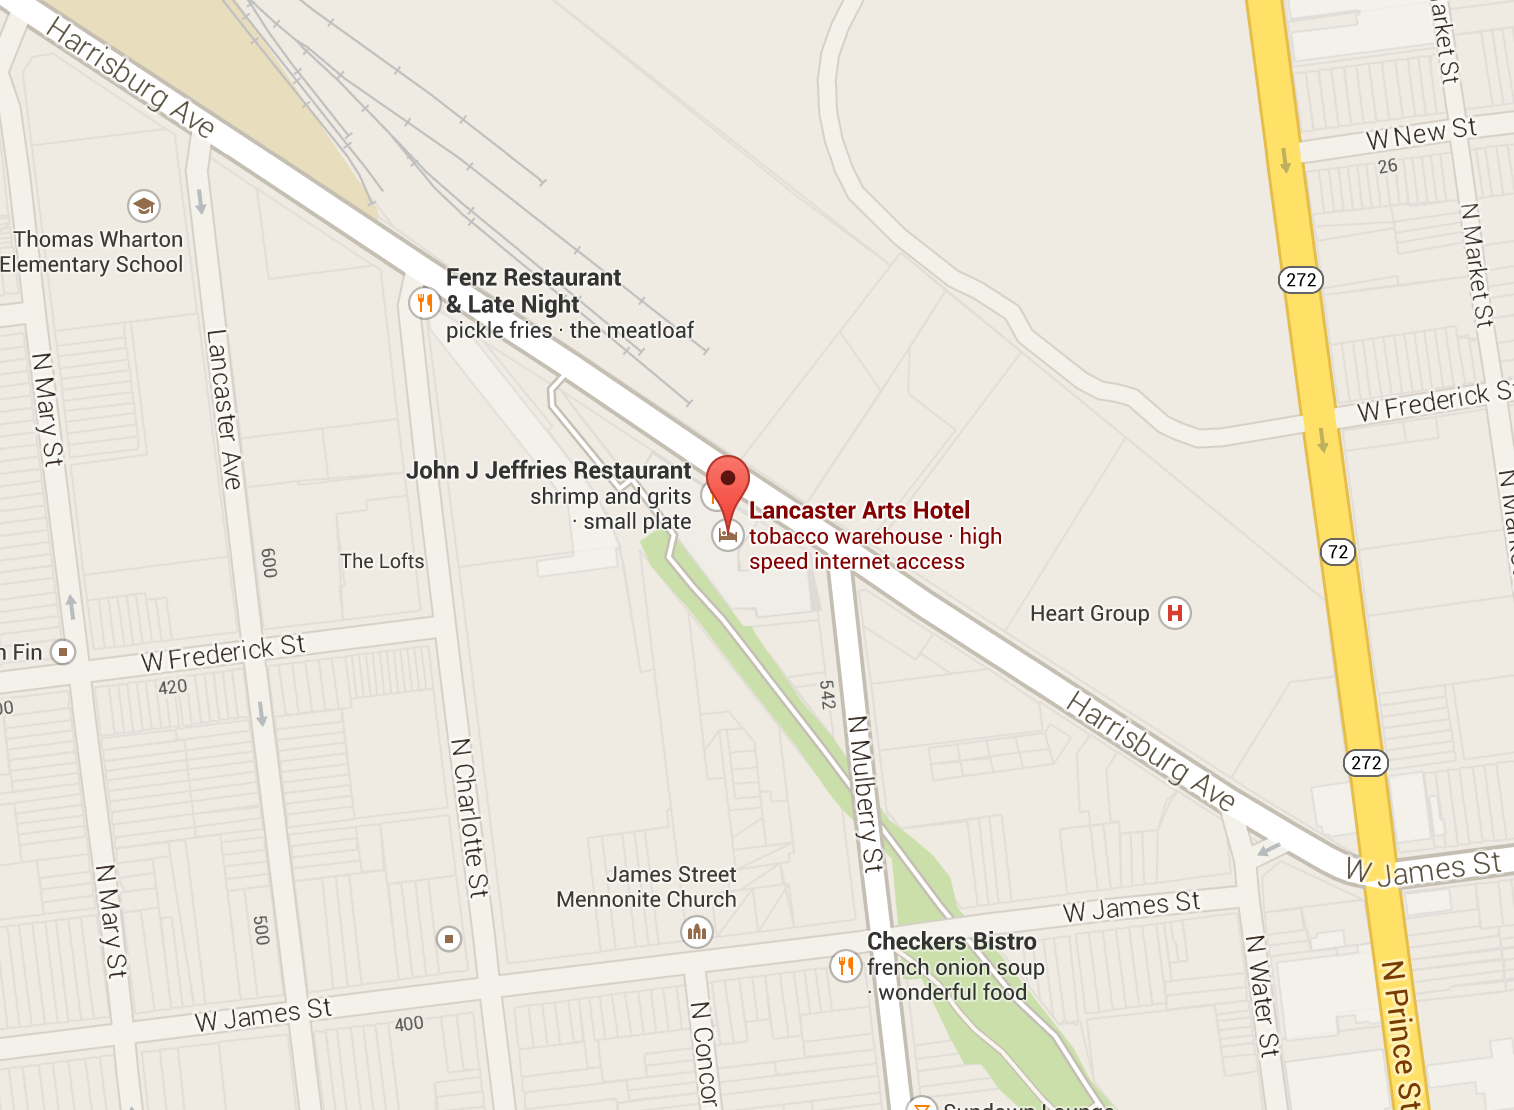 Harrisburg Ave
arket St
W New St
26
Thomas Wharton
Elementary School
N Market St
272
Fenz Restaurant
& Late Night
pickle fries · the meatloaf
N Mary St
Lancaster Ave
W Frederick St
John J Jeffries Restaurant
shrimp and grits
· small plate
Lancaster Arts Hotel
tobacco warehouse · high
speed internet access
72
600
The Lofts
Heart Group
n Fin
W Frederick St
420
00
542
N Mulberry St
Harrisburg Ave
N Charlotte St
272
James Street
Mennonite Church
W James St
N Mary St
500
W James St
Checkers Bistro
french onion soup
· wonderful food
N Water St
N Prince St
W James St
400
N Concor